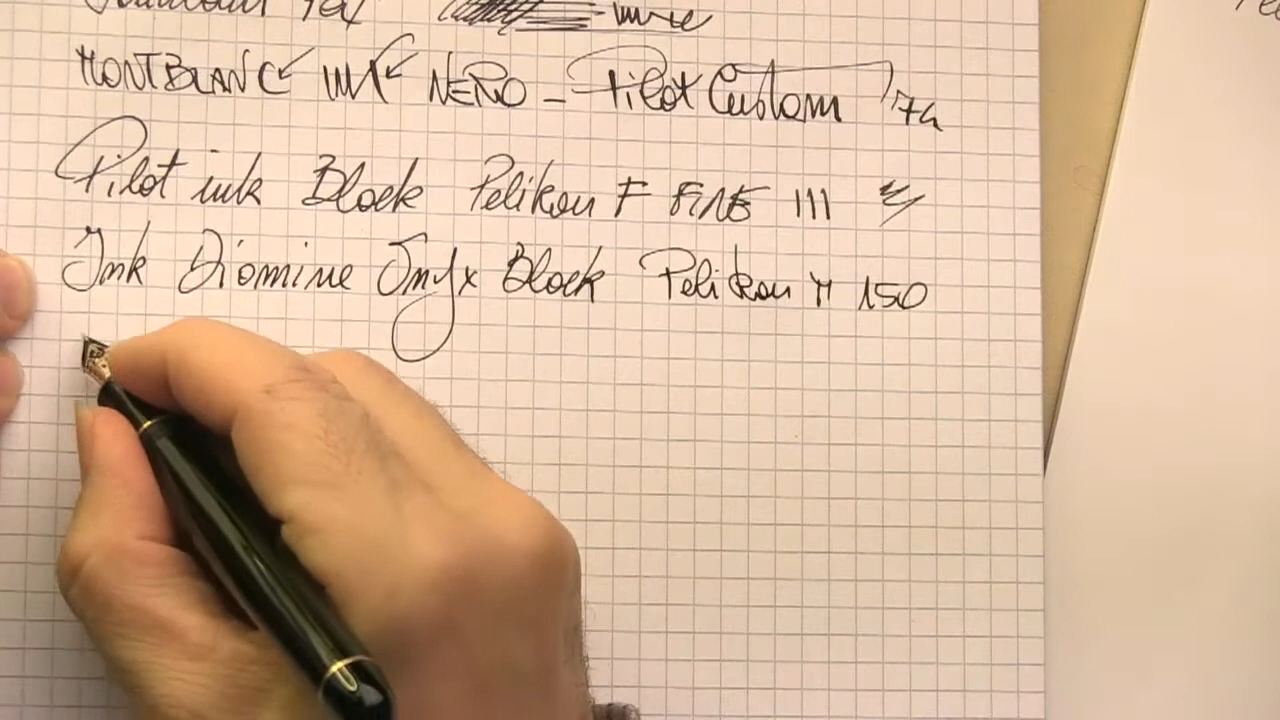 MONTBLANC INK NERO - Pilot Custom 74
Pilot ink Black Pelikan F FINE III
Ink Diamine Onyx Black Pelikan M 150